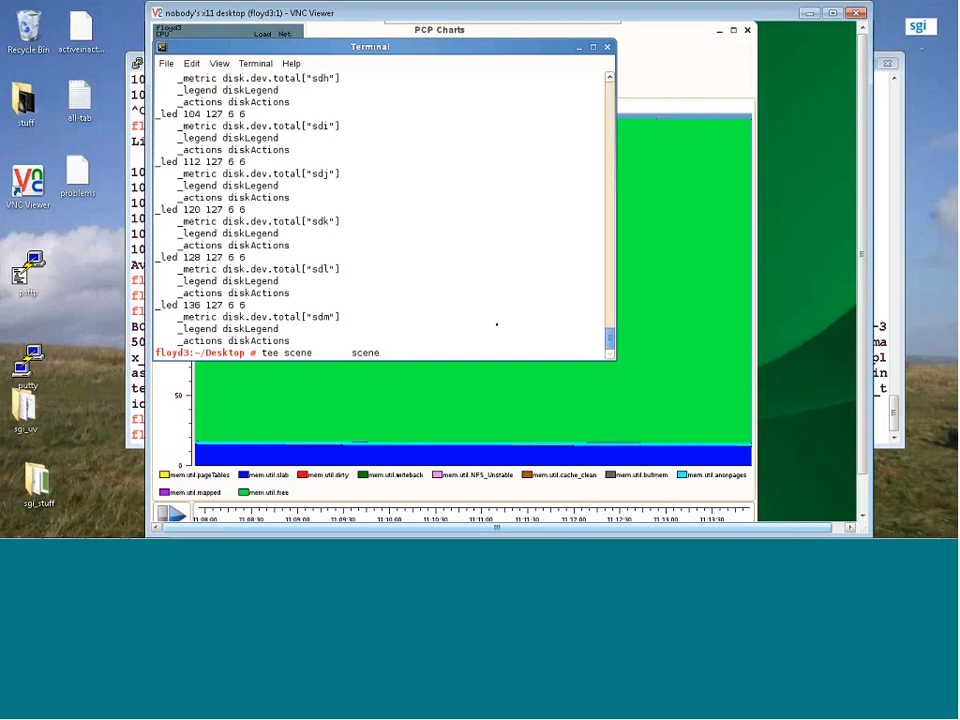 nobody's x11 desktop (floyd3:1) - VNC Viewer
floyd3
CPU Load Net
PCP Charts
Terminal
File Edit View Terminal Help
_metric disk.dev.total["sdh"]
_legend diskLegend
_actions diskActions
_led 104 127 6 6
_metric disk.dev.total["sdi"]
_legend diskLegend
_actions diskActions
_led 112 127 6 6
_metric disk.dev.total["sdj"]
_legend diskLegend
_actions diskActions
_led 120 127 6 6
_metric disk.dev.total["sdk"]
_legend diskLegend
_actions diskActions
_led 128 127 6 6
_metric disk.dev.total["sdl"]
_legend diskLegend
_actions diskActions
_led 136 127 6 6
_metric disk.dev.total["sdm"]
_legend diskLegend
_actions diskActions
floyd3:~/Desktop # tee scene scene
50
0
mem.util.pageTables mem.util.slab mem.util.dirty mem.util.writeback mem.util.NFS_Unstable mem.util.cache_clean mem.util.bufmem mem.util.anonpages
mem.util.mapped mem.util.free
11:08:00 11:08:30 11:09:00 11:09:30 11:10:00 11:10:30 11:11:00 11:11:30 11:12:00 11:12:30 11:13:00 11:13:30
Recycle Bin
activeinact...
stuff
all-tab
VNC Viewer
problems
psftp
putty
sgi_uv
sgi_stuff
sgi